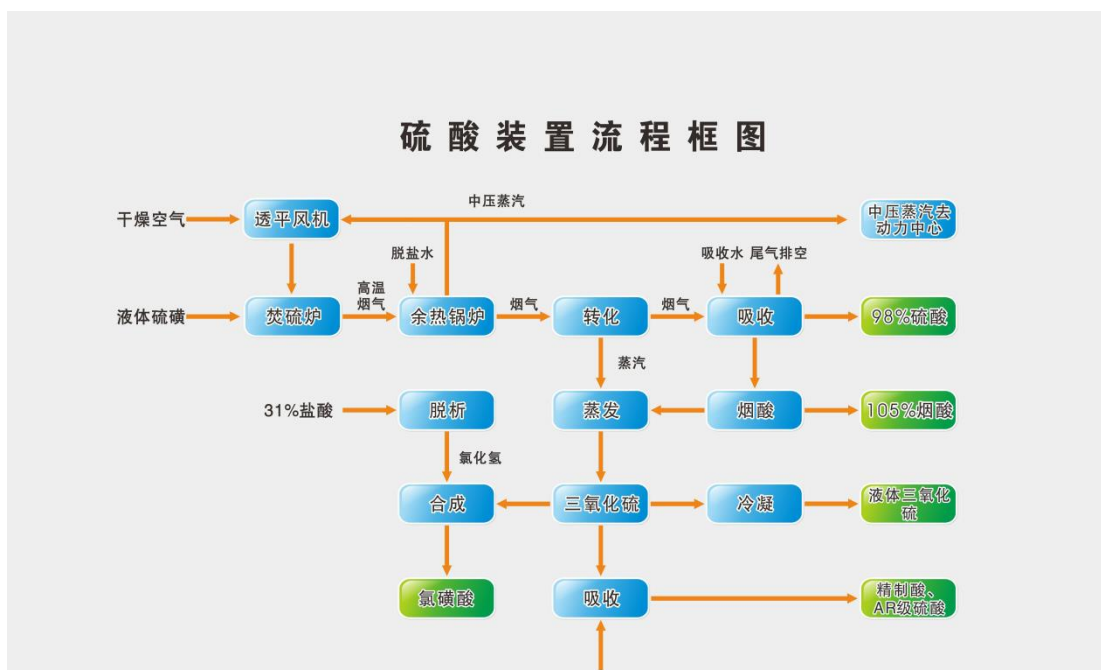 硫酸装置流程框图
中压蒸汽
干燥空气
透平风机
中压蒸汽去
动力中心
脱盐水
吸收水 尾气排空
高温
烟气
液体硫磺
焚硫炉
余热锅炉
烟气
转化
烟气
吸收
98%硫酸
蒸汽
31%盐酸
脱析
蒸发
烟酸
105%烟酸
氯化氢
合成
三氧化硫
冷凝
液体三氧化
硫
氯磺酸
吸收
精制酸、
AR级硫酸